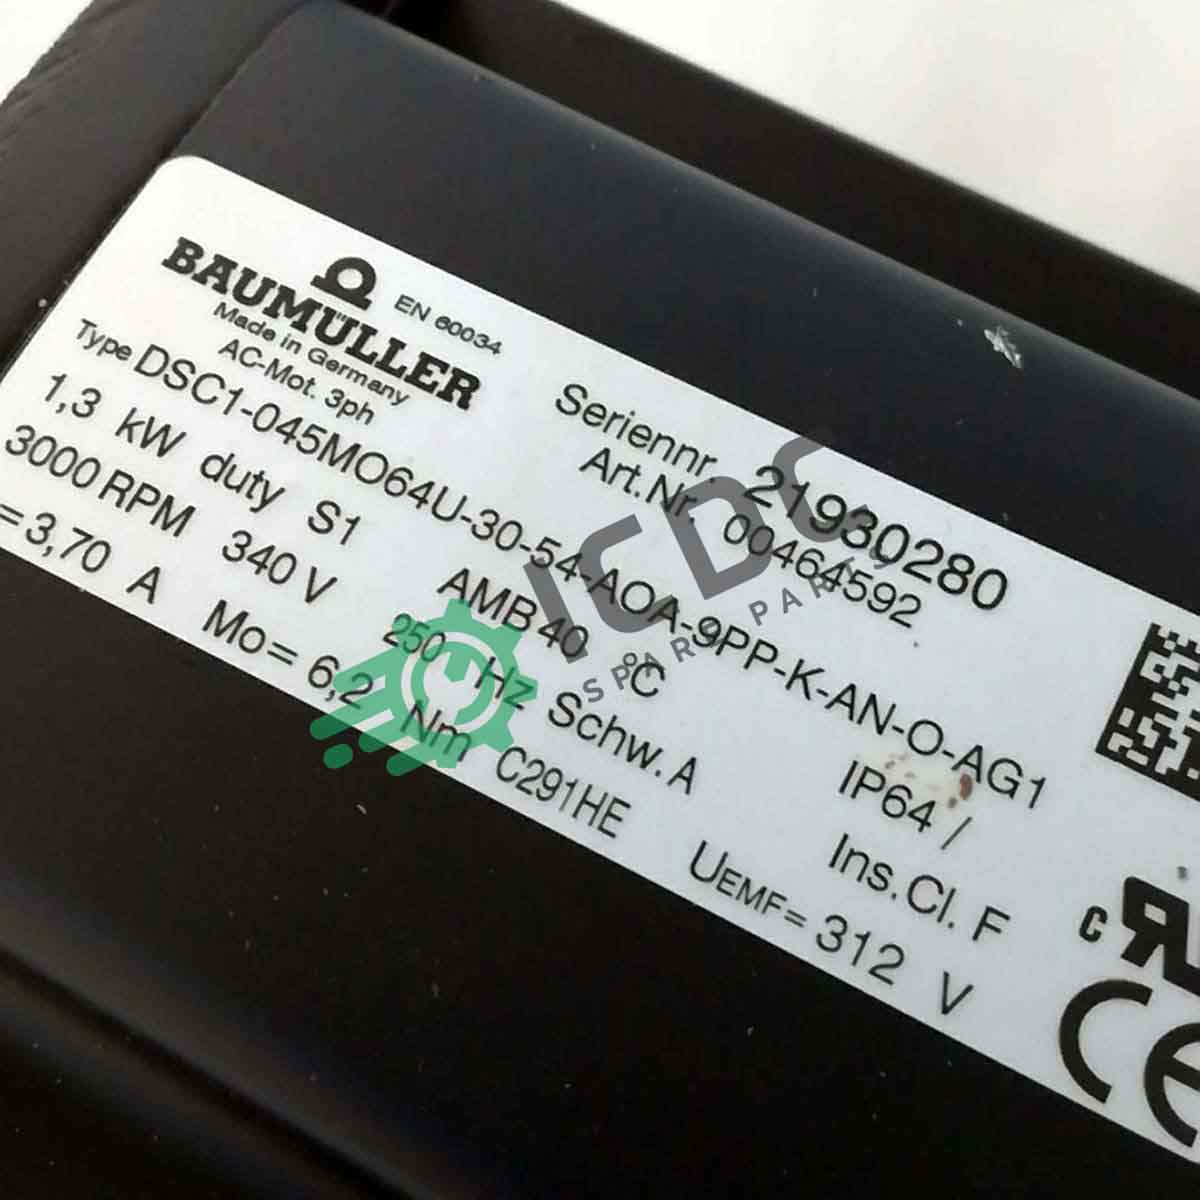 BAUMÜLLER
EN 60034
Made in Germany
AC-Mot. 3ph
Seriennr. 21930280
Art.Nr. 00464592
Type DSC1-045MO64U-30-54-AOA-9PP-K-AN-O-AG1
1,3 kW duty S1 AMB 40 °C IP64 /
3000 RPM 340 V 250 Hz Schw. A Ins.Cl. F
=3,70 A Mo= 6,2 Nm C291HE UEMF= 312 V
c
CE
ICDC
SPARE PARTS